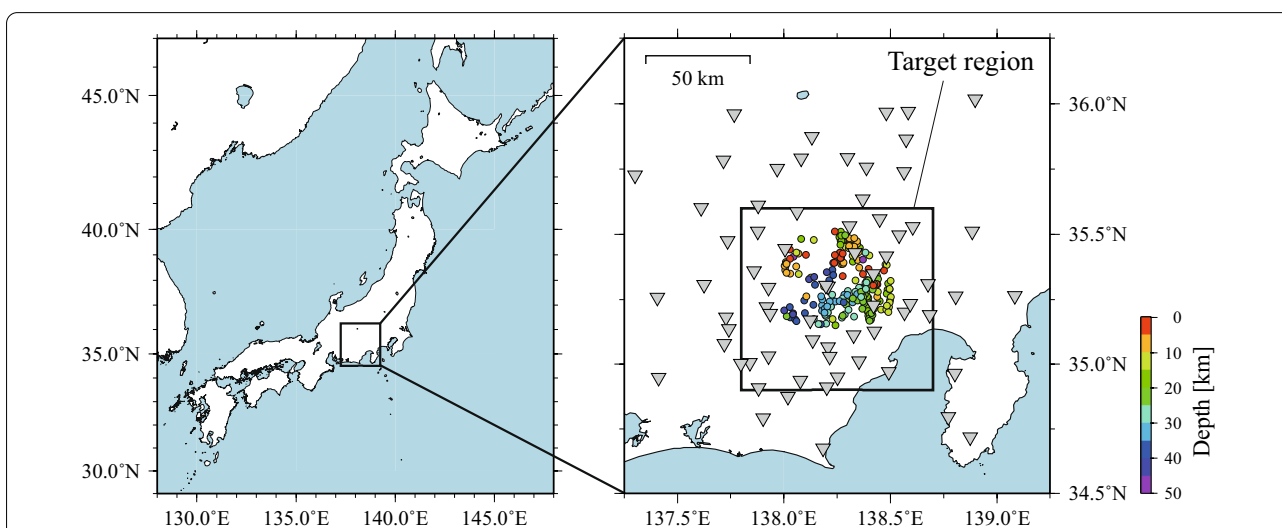 45.0˚N
40.0˚N
35.0˚N
30.0˚N
130.0˚E
135.0˚E
140.0˚E
145.0˚E
50 km
Target region
36.0˚N
35.5˚N
35.0˚N
34.5˚N
137.5˚E
138.0˚E
138.5˚E
139.0˚E
0
10
20
30
40
50
Depth [km]